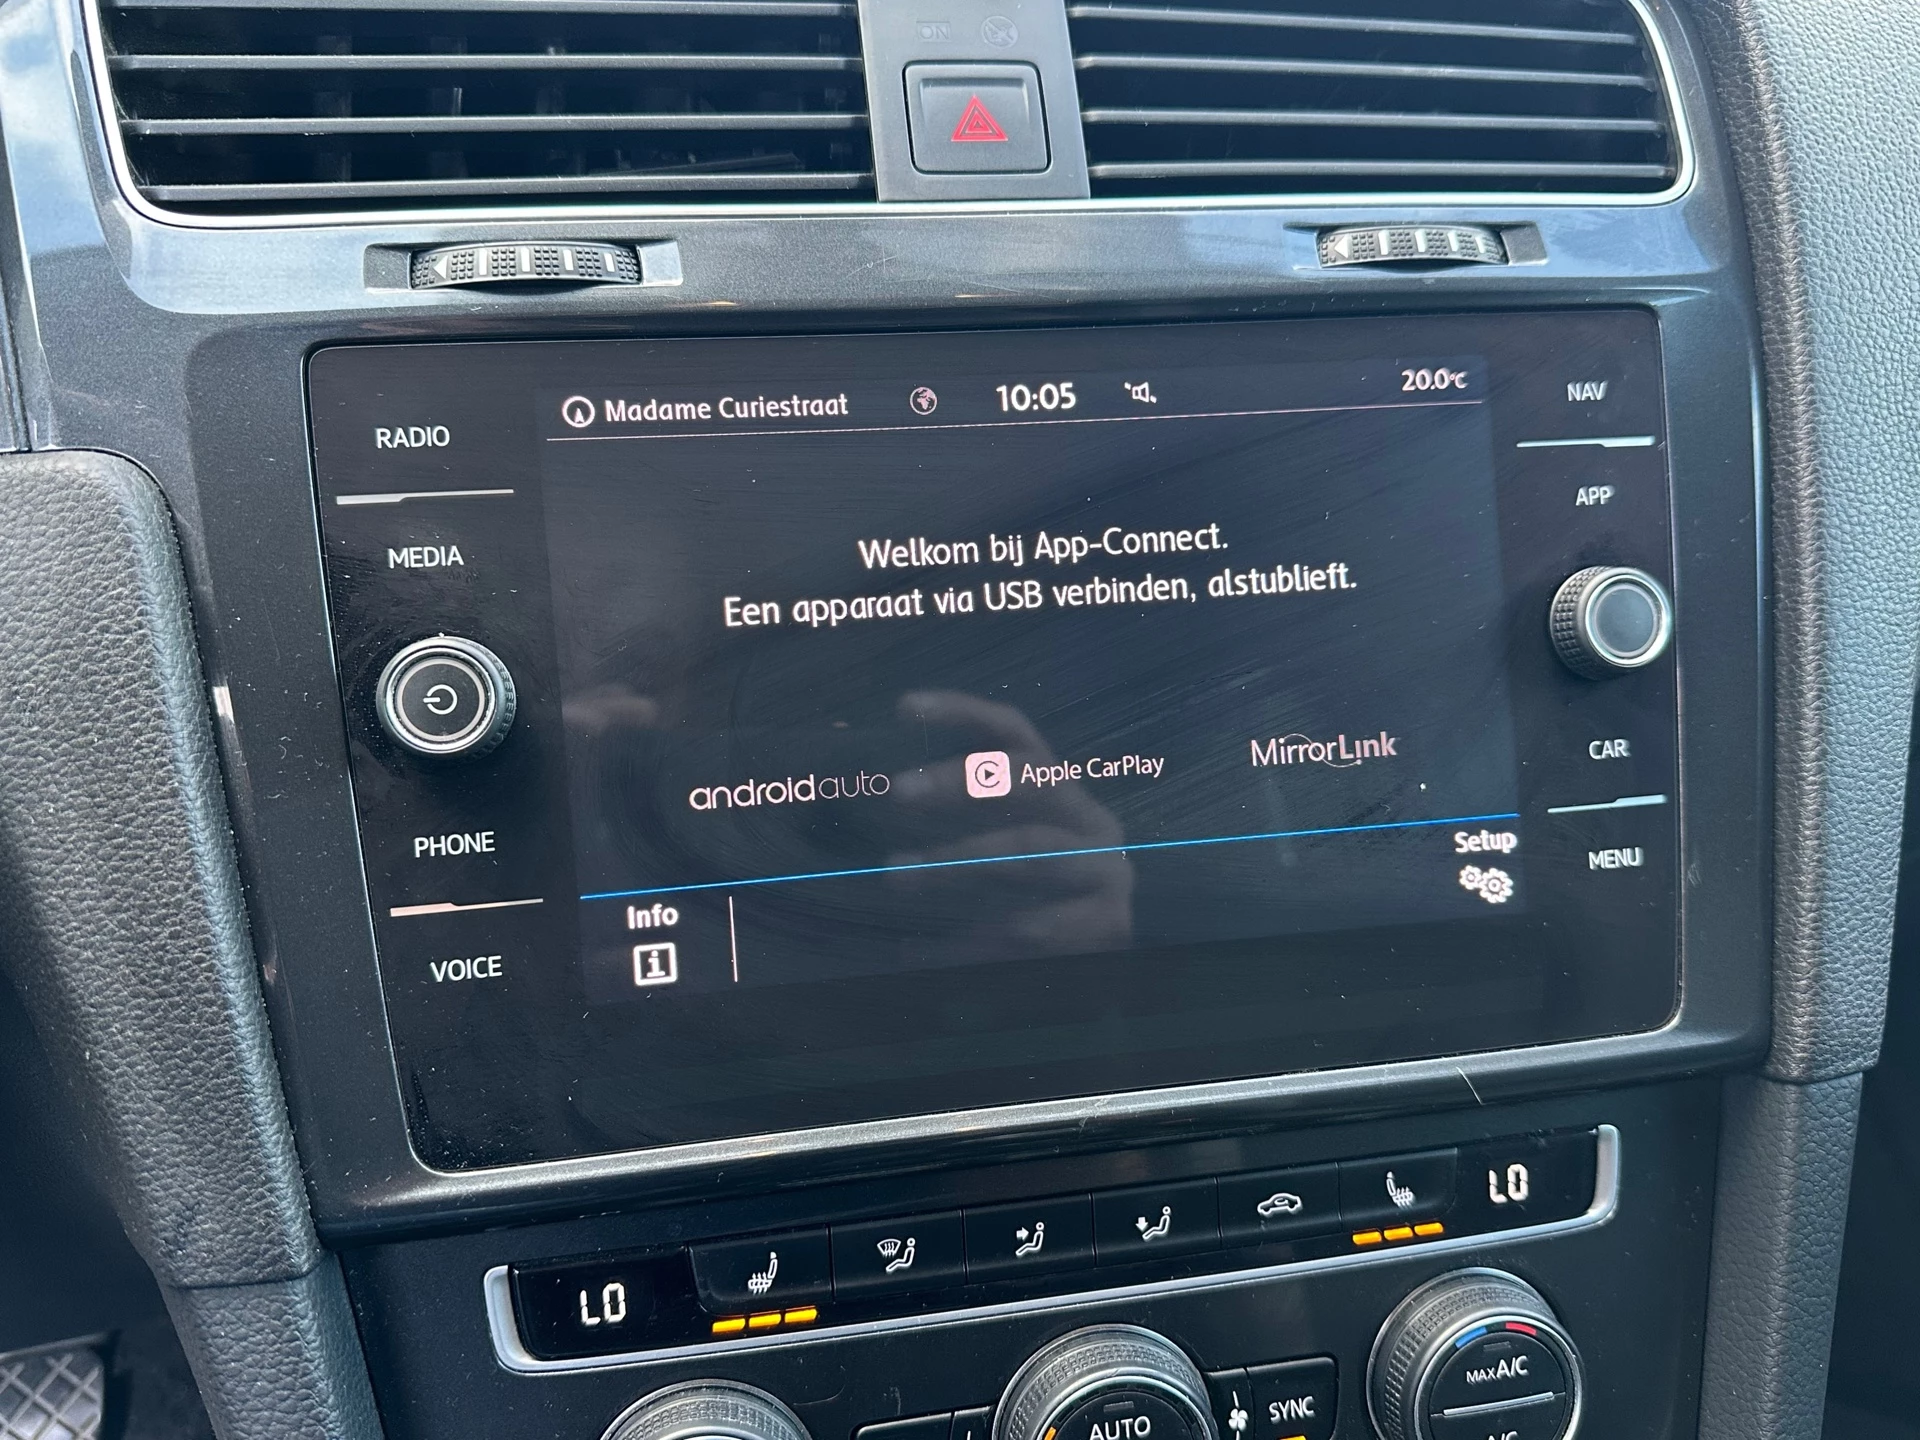 ON
Madame Curiestraat
10:05
20.0°C
RADIO
MEDIA
PHONE
VOICE
NAV
APP
CAR
MENU
Welkom bij App-Connect.
Een apparaat via USB verbinden, alstublieft.
androidauto
Apple CarPlay
MirrorLink
Setup
Info
i
LO
LO
MAX A/C
A/C
AUTO
SYNC